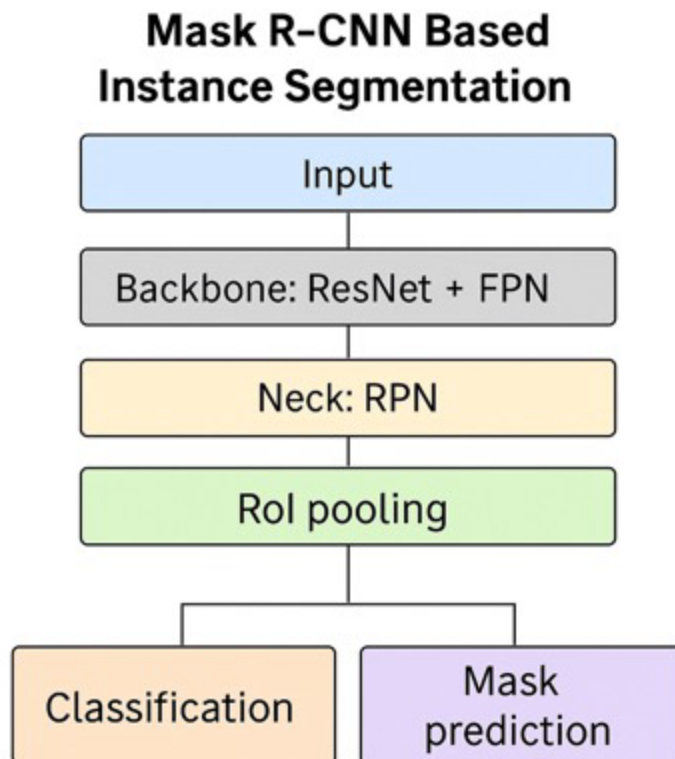 Mask R-CNN Based
Instance Segmentation
Input
Backbone: ResNet + FPN
Neck: RPN
RoI pooling
Classification
Mask
prediction